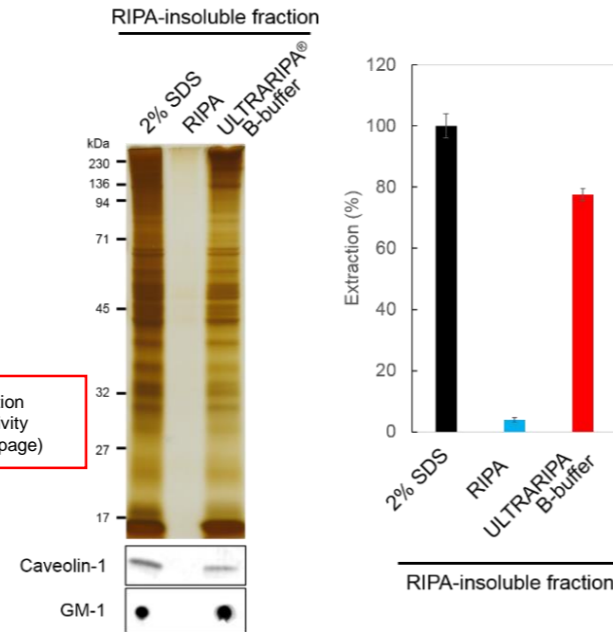 RIPA-insoluble fraction
2% SDS
RIPA
ULTRARIPA®
B-buffer
kDa
230
136
94
71
45
32
27
17
page)
Caveolin-1
GM-1
120
100
80
60
40
20
0
Extraction (%)
2% SDS
RIPA
ULTRARIPA
B-buffer
RIPA-insoluble fraction